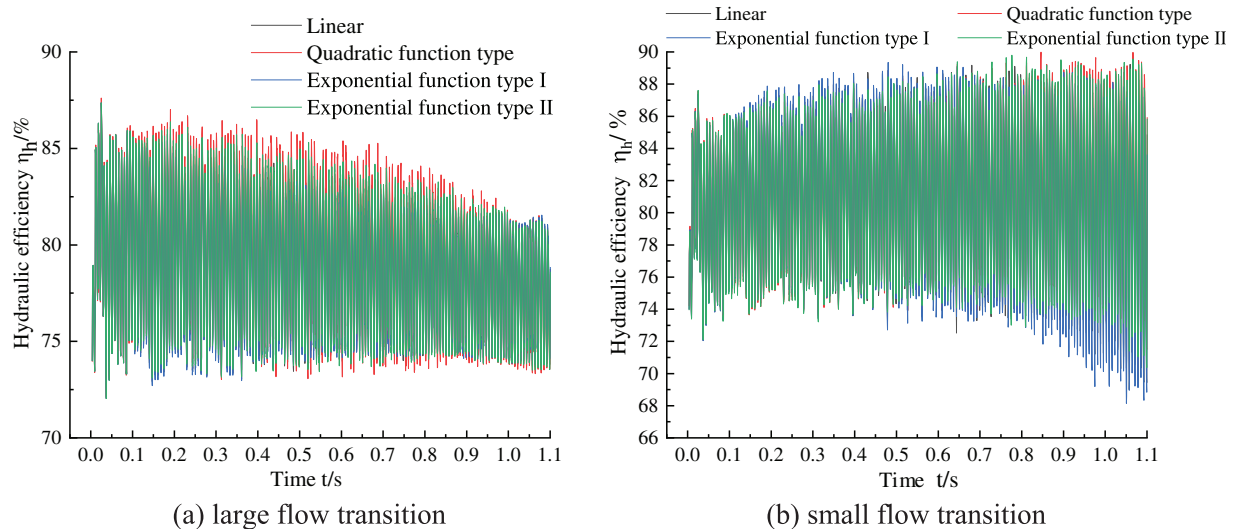 Linear
Quadratic function type
Exponential function type I
Exponential function type II
90
85
80
75
70
Hydraulic efficiency ηh/%
0.0 0.1 0.2 0.3 0.4 0.5 0.6 0.7 0.8 0.9 1.0 1.1
Time t/s
(a) large flow transition
Linear Quadratic function type
Exponential function type I Exponential function type II
90
88
86
84
82
80
78
76
74
72
70
68
66
Hydraulic efficiency ηh/ %
0.0 0.1 0.2 0.3 0.4 0.5 0.6 0.7 0.8 0.9 1.0 1.1
Time t/s
(b) small flow transition